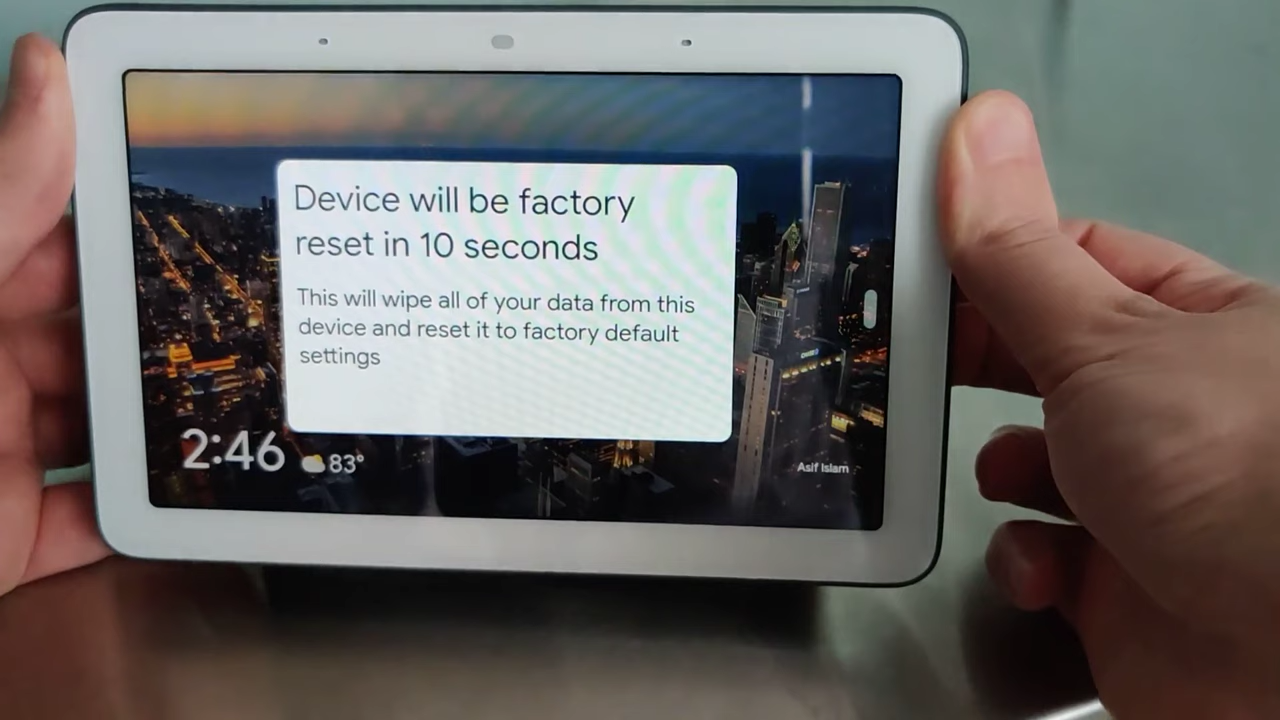 Device will be factory
reset in 10 seconds
This will wipe all of your data from this
device and reset it to factory default
settings
2:46 83°
Asif Islam